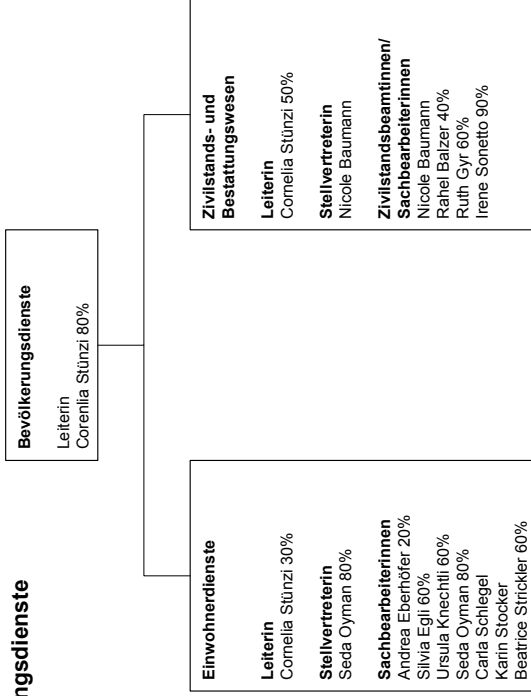 ngsdienste
Bevölkerungsdienste
Leiterin
Corenlia Stünzi 80%
Einwohnerdienste
Leiterin
Cornelia Stünzi 30%
Stellvertreterin
Seda Oyman 80%
Sachbearbeiterinnen
Andrea Eberhöfer 20%
Silvia Egli 60%
Ursula Knechtli 60%
Seda Oyman 80%
Carla Schlegel
Karin Stocker
Beatrice Strickler 60%
Zivilstands- und
Bestattungswesen
Leiterin
Cornelia Stünzi 50%
Stellvertreterin
Nicole Baumann
Zivilstandsbeamtinnen/
Sachbearbeiterinnen
Nicole Baumann
Rahel Balzer 40%
Ruth Gyr 60%
Irene Sonetto 90%